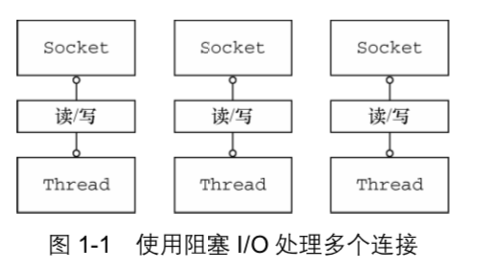 Socket Socket Socket
读/写 读/写 读/写
Thread Thread Thread
图 1-1 使用阻塞 I/O 处理多个连接